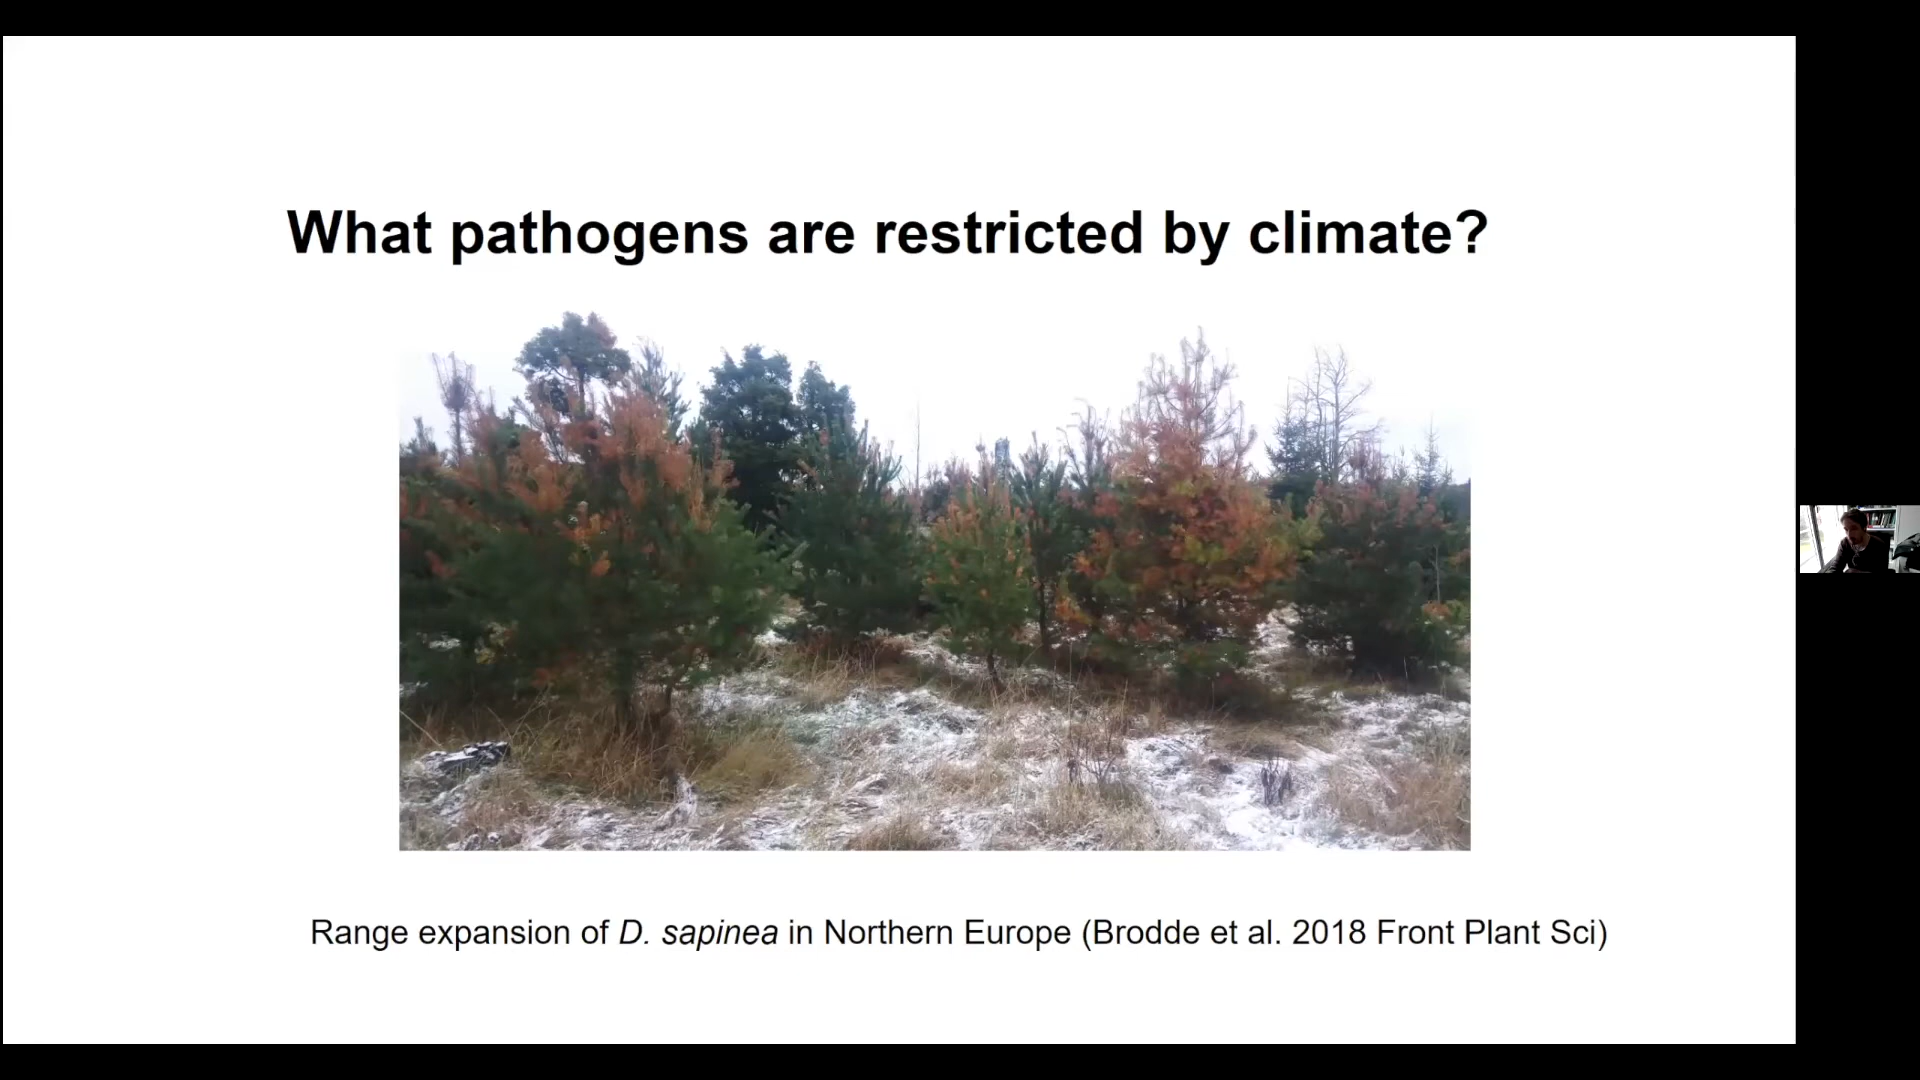 What pathogens are restricted by climate?
Range expansion of D. sapinea in Northern Europe (Brodde et al. 2018 Front Plant Sci)